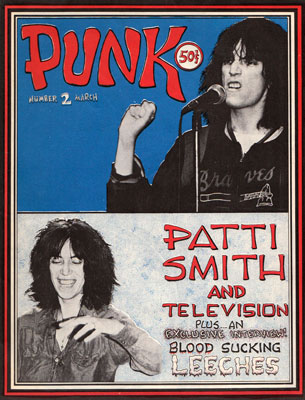 PUNK
50¢
NUMBER 2 MARCH
Braves
PATTI
SMITH
AND
TELEVISION
PLUS AN
EXCLUSIVE INTERVIEW!
BLOOD SUCKING
LEECHES